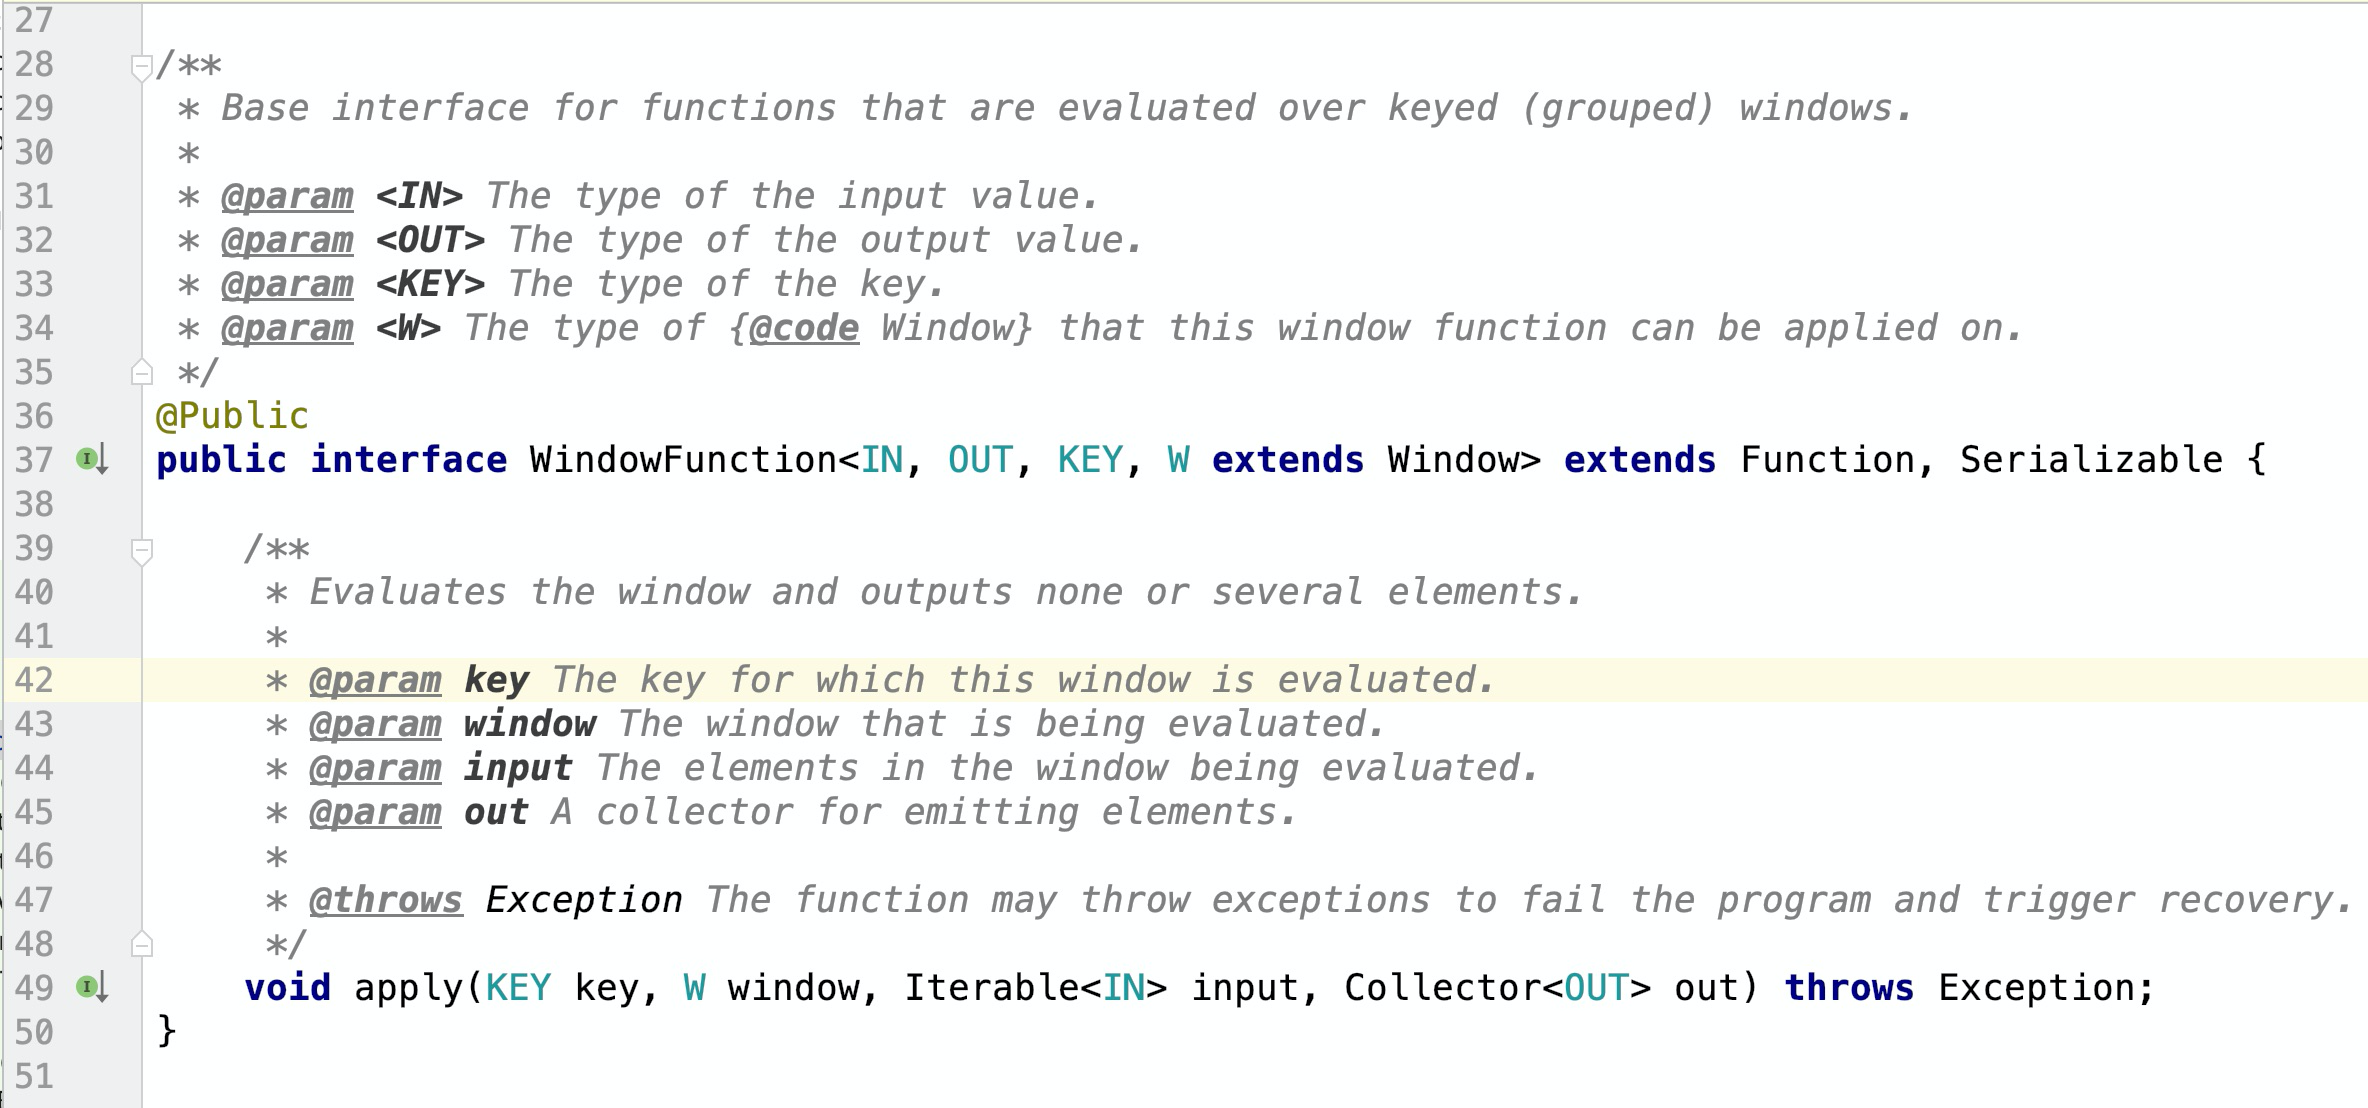 27
28 /**
29  * Base interface for functions that are evaluated over keyed (grouped) windows.
30  *
31  * @param <IN> The type of the input value.
32  * @param <OUT> The type of the output value.
33  * @param <KEY> The type of the key.
34  * @param <W> The type of {@code Window} that this window function can be applied on.
35  */
36 @Public
37 public interface WindowFunction<IN, OUT, KEY, W extends Window> extends Function, Serializable {
38
39     /**
40      * Evaluates the window and outputs none or several elements.
41      *
42      * @param key The key for which this window is evaluated.
43      * @param window The window that is being evaluated.
44      * @param input The elements in the window being evaluated.
45      * @param out A collector for emitting elements.
46      *
47      * @throws Exception The function may throw exceptions to fail the program and trigger recovery.
48      */
49     void apply(KEY key, W window, Iterable<IN> input, Collector<OUT> out) throws Exception;
50 }
51